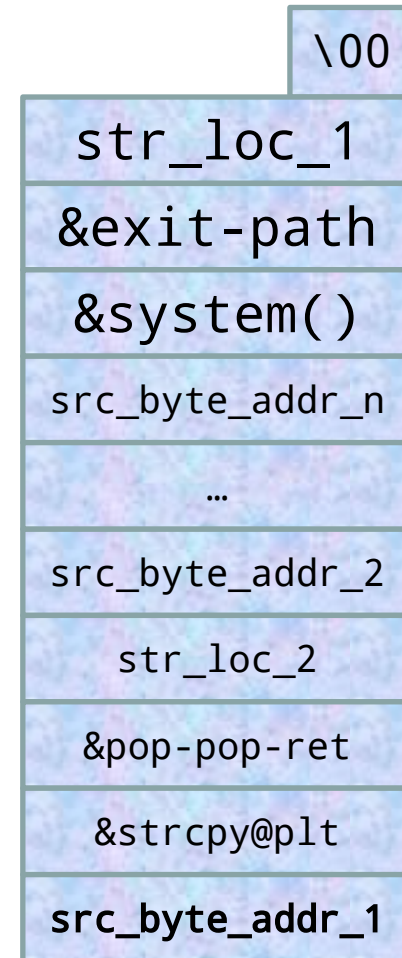 \00
str_loc_1
&exit-path
&system()
src_byte_addr_n
…
src_byte_addr_2
str_loc_2
&pop-pop-ret
&strcpy@plt
src_byte_addr_1